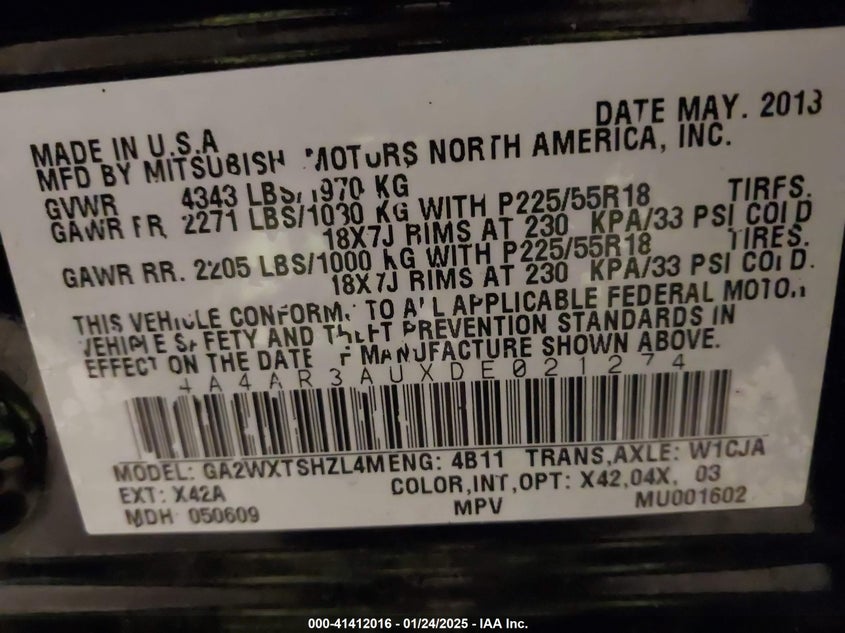 DATE MAY. 2013
MADE IN U.S.A
MFD BY MITSUBISHI MOTORS NORTH AMERICA, INC.
GVWR 4343 LBS/1970 KG
GAWR FR. 2271 LBS/1030 KG WITH P225/55R18 TIRES.
18X7J RIMS AT 230 KPA/33 PSI COLD
GAWR RR. 2205 LBS/1000 KG WITH P225/55R18 TIRES.
18X7J RIMS AT 230 KPA/33 PSI COLD.
THIS VEHICLE CONFORMS TO ALL APPLICABLE FEDERAL MOTOR
VEHICLE SAFETY AND THEFT PREVENTION STANDARDS IN
EFFECT ON THE DATE OF MANUFACTURE SHOWN ABOVE.
4A4AR3AUXDE021274
MODEL: GA2WXTSHZL4M ENG: 4B11 TRANS,AXLE: W1CJA
EXT: X42A COLOR,INT,OPT: X42,04X, 03
MDH 050609 MPV MU001602
000-41412016 - 01/24/2025 - IAA Inc.